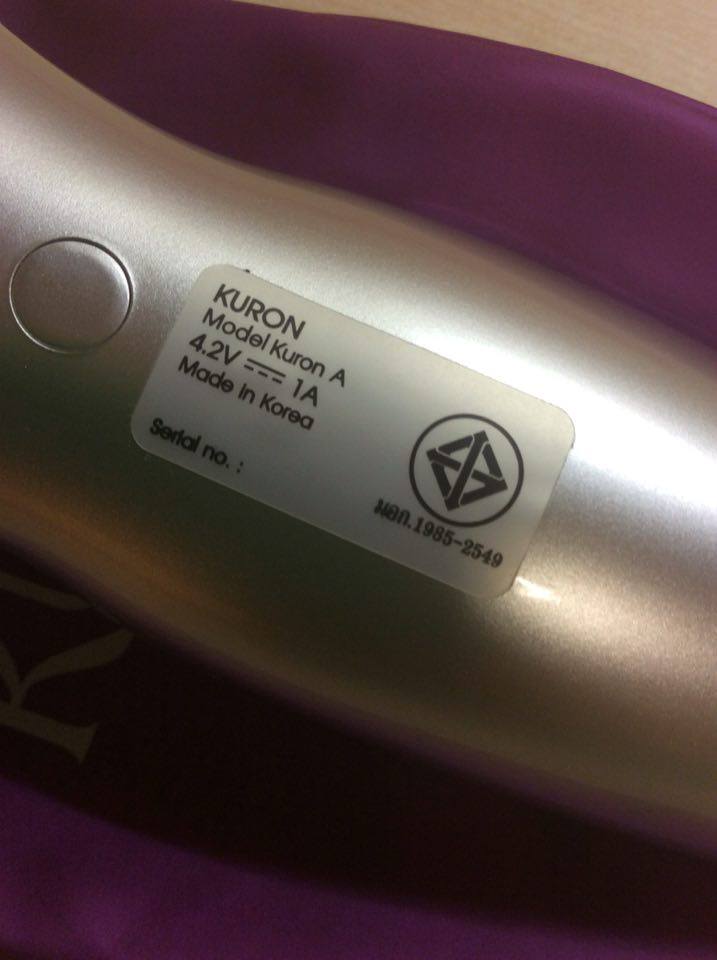 KURON
Model Kuron A
4.2V ⎓ 1A
Made in Korea
Serial no. :
มอก.1985-2549